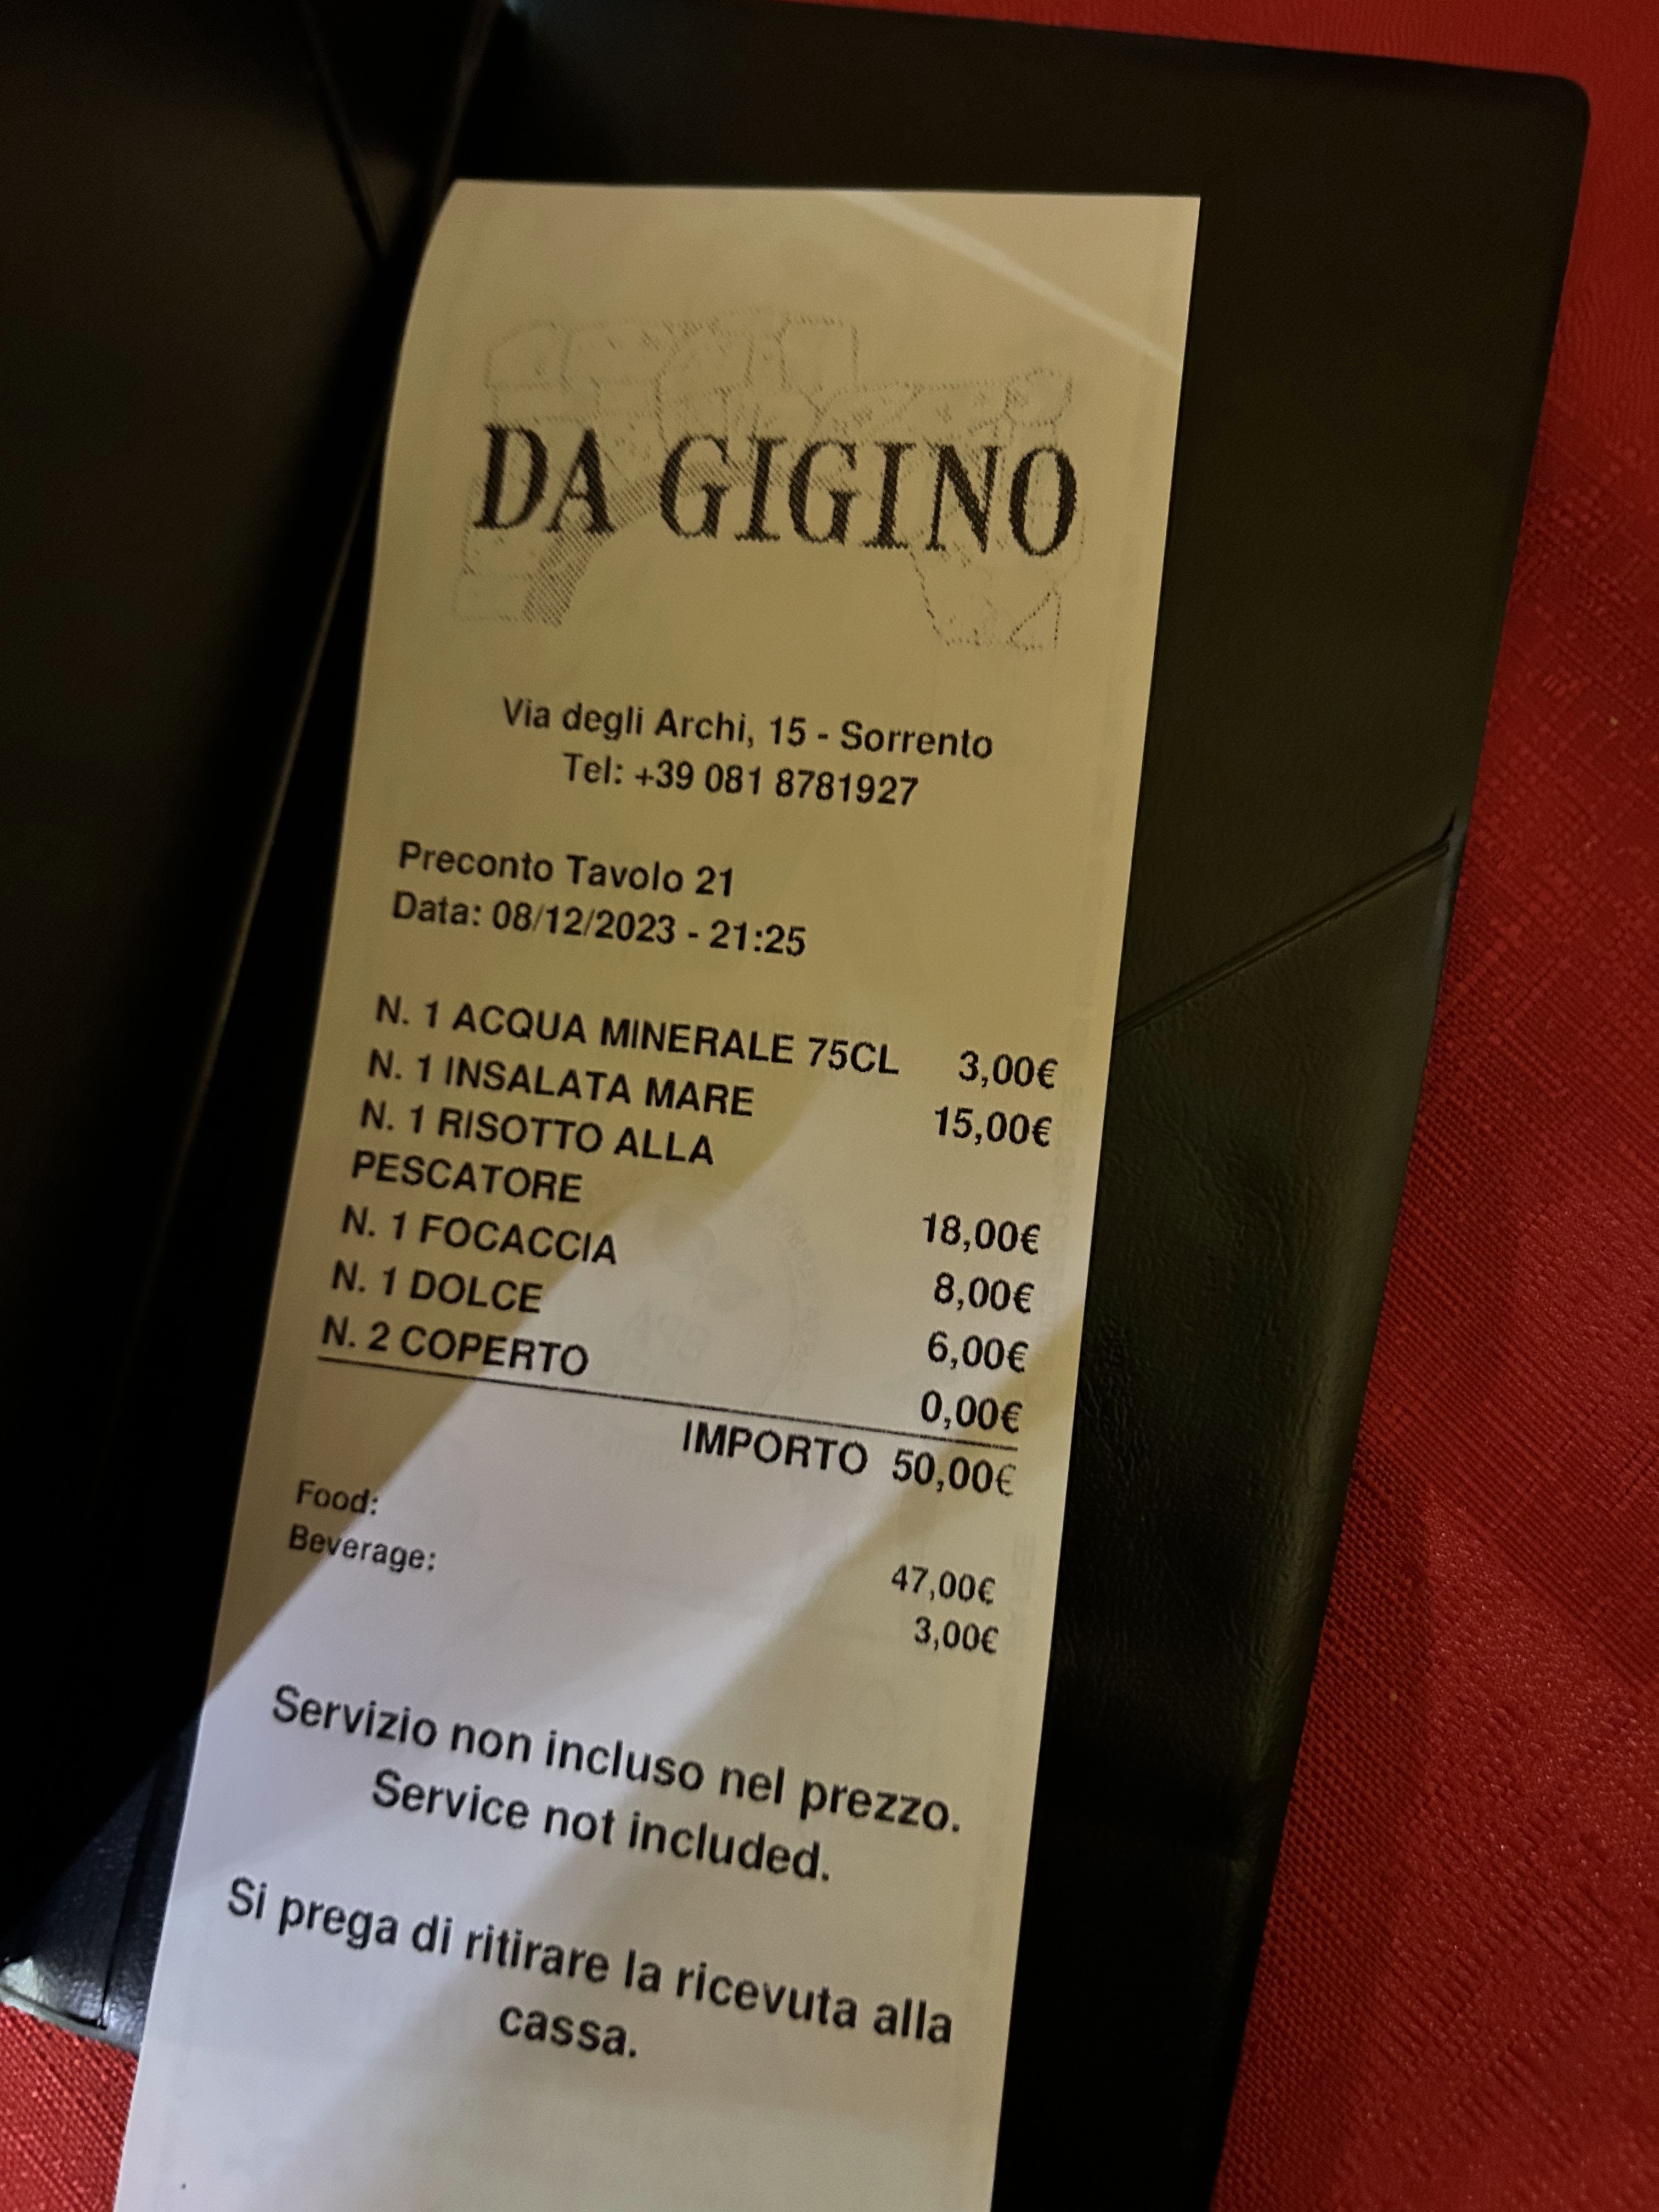 DA GIGINO
Via degli Archi, 15 - Sorrento
Tel: +39 081 8781927
Preconto Tavolo 21
Data: 08/12/2023 - 21:25
N. 1 ACQUA MINERALE 75CL 3,00€
N. 1 INSALATA MARE 15,00€
N. 1 RISOTTO ALLA
PESCATORE 18,00€
N. 1 FOCACCIA 8,00€
N. 1 DOLCE 6,00€
N. 2 COPERTO 0,00€
IMPORTO 50,00€
Food: 47,00€
Beverage: 3,00€
Servizio non incluso nel prezzo.
Service not included.
Si prega di ritirare la ricevuta alla
cassa.